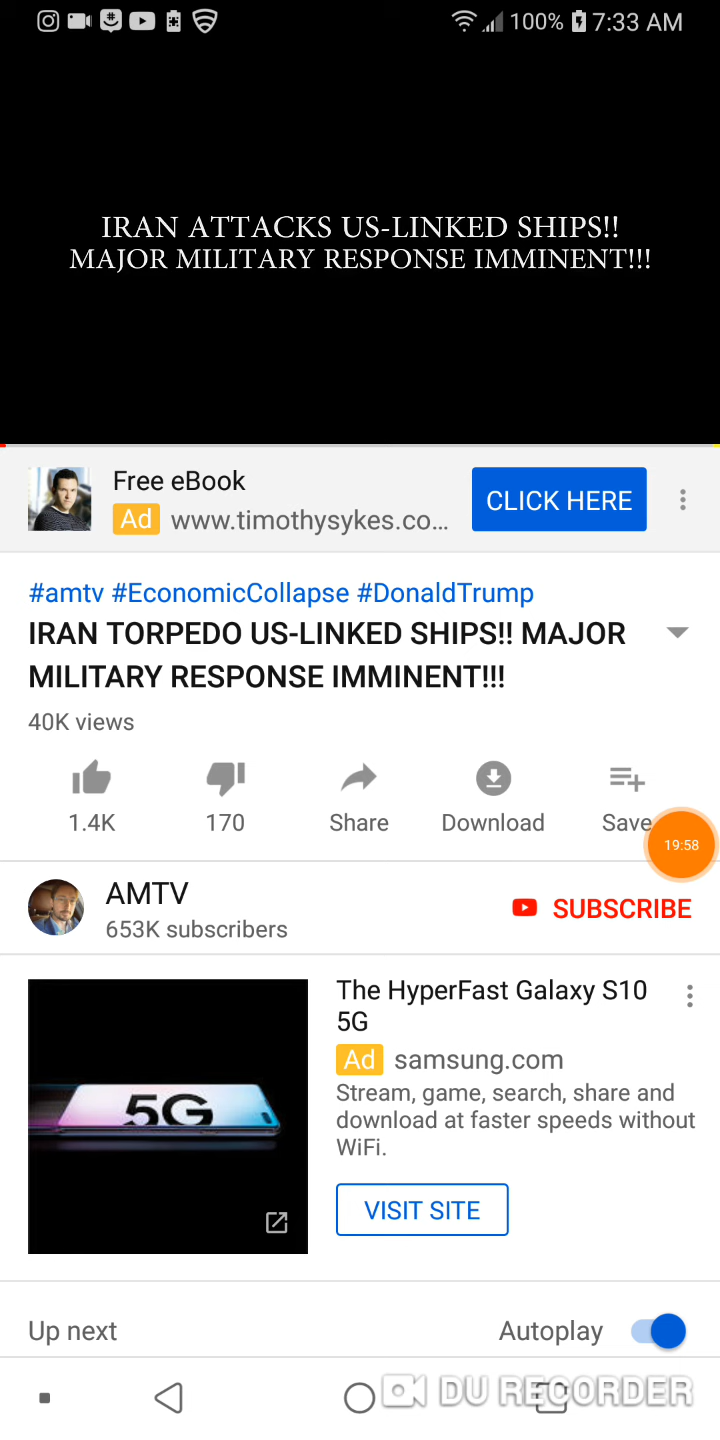 100% 7:33 AM
IRAN ATTACKS US-LINKED SHIPS!!
MAJOR MILITARY RESPONSE IMMINENT!!!
Free eBook
Ad www.timothysykes.co...
CLICK HERE
#amtv #EconomicCollapse #DonaldTrump
IRAN TORPEDO US-LINKED SHIPS!! MAJOR
MILITARY RESPONSE IMMINENT!!!
40K views
1.4K 170 Share Download Save
19:58
AMTV
653K subscribers
SUBSCRIBE
5G
The HyperFast Galaxy S10
5G
Ad samsung.com
Stream, game, search, share and
download at faster speeds without
WiFi.
VISIT SITE
Up next Autoplay
DU RECORDER